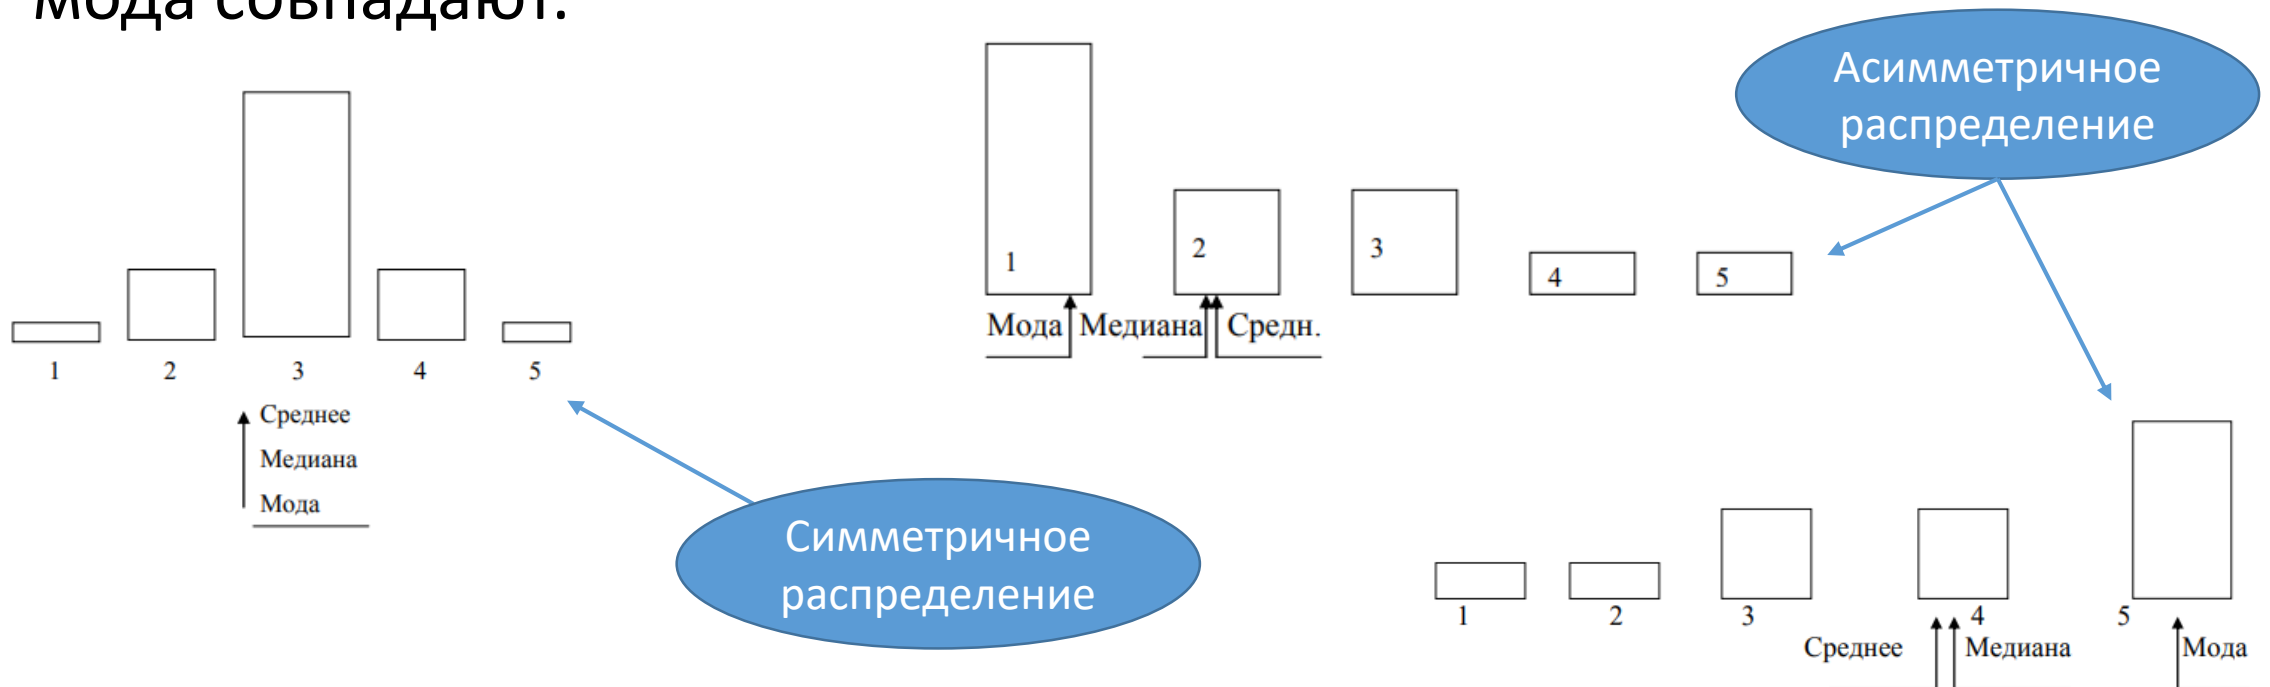 мода совпадают.
Асимметричное
распределение
1
2
3
4
5
Мода Медиана Средн.
1 2 3 4 5
Среднее
Медиана
Мода
Симметричное
распределение
1 2 3 4 5
Среднее Медиана Мода